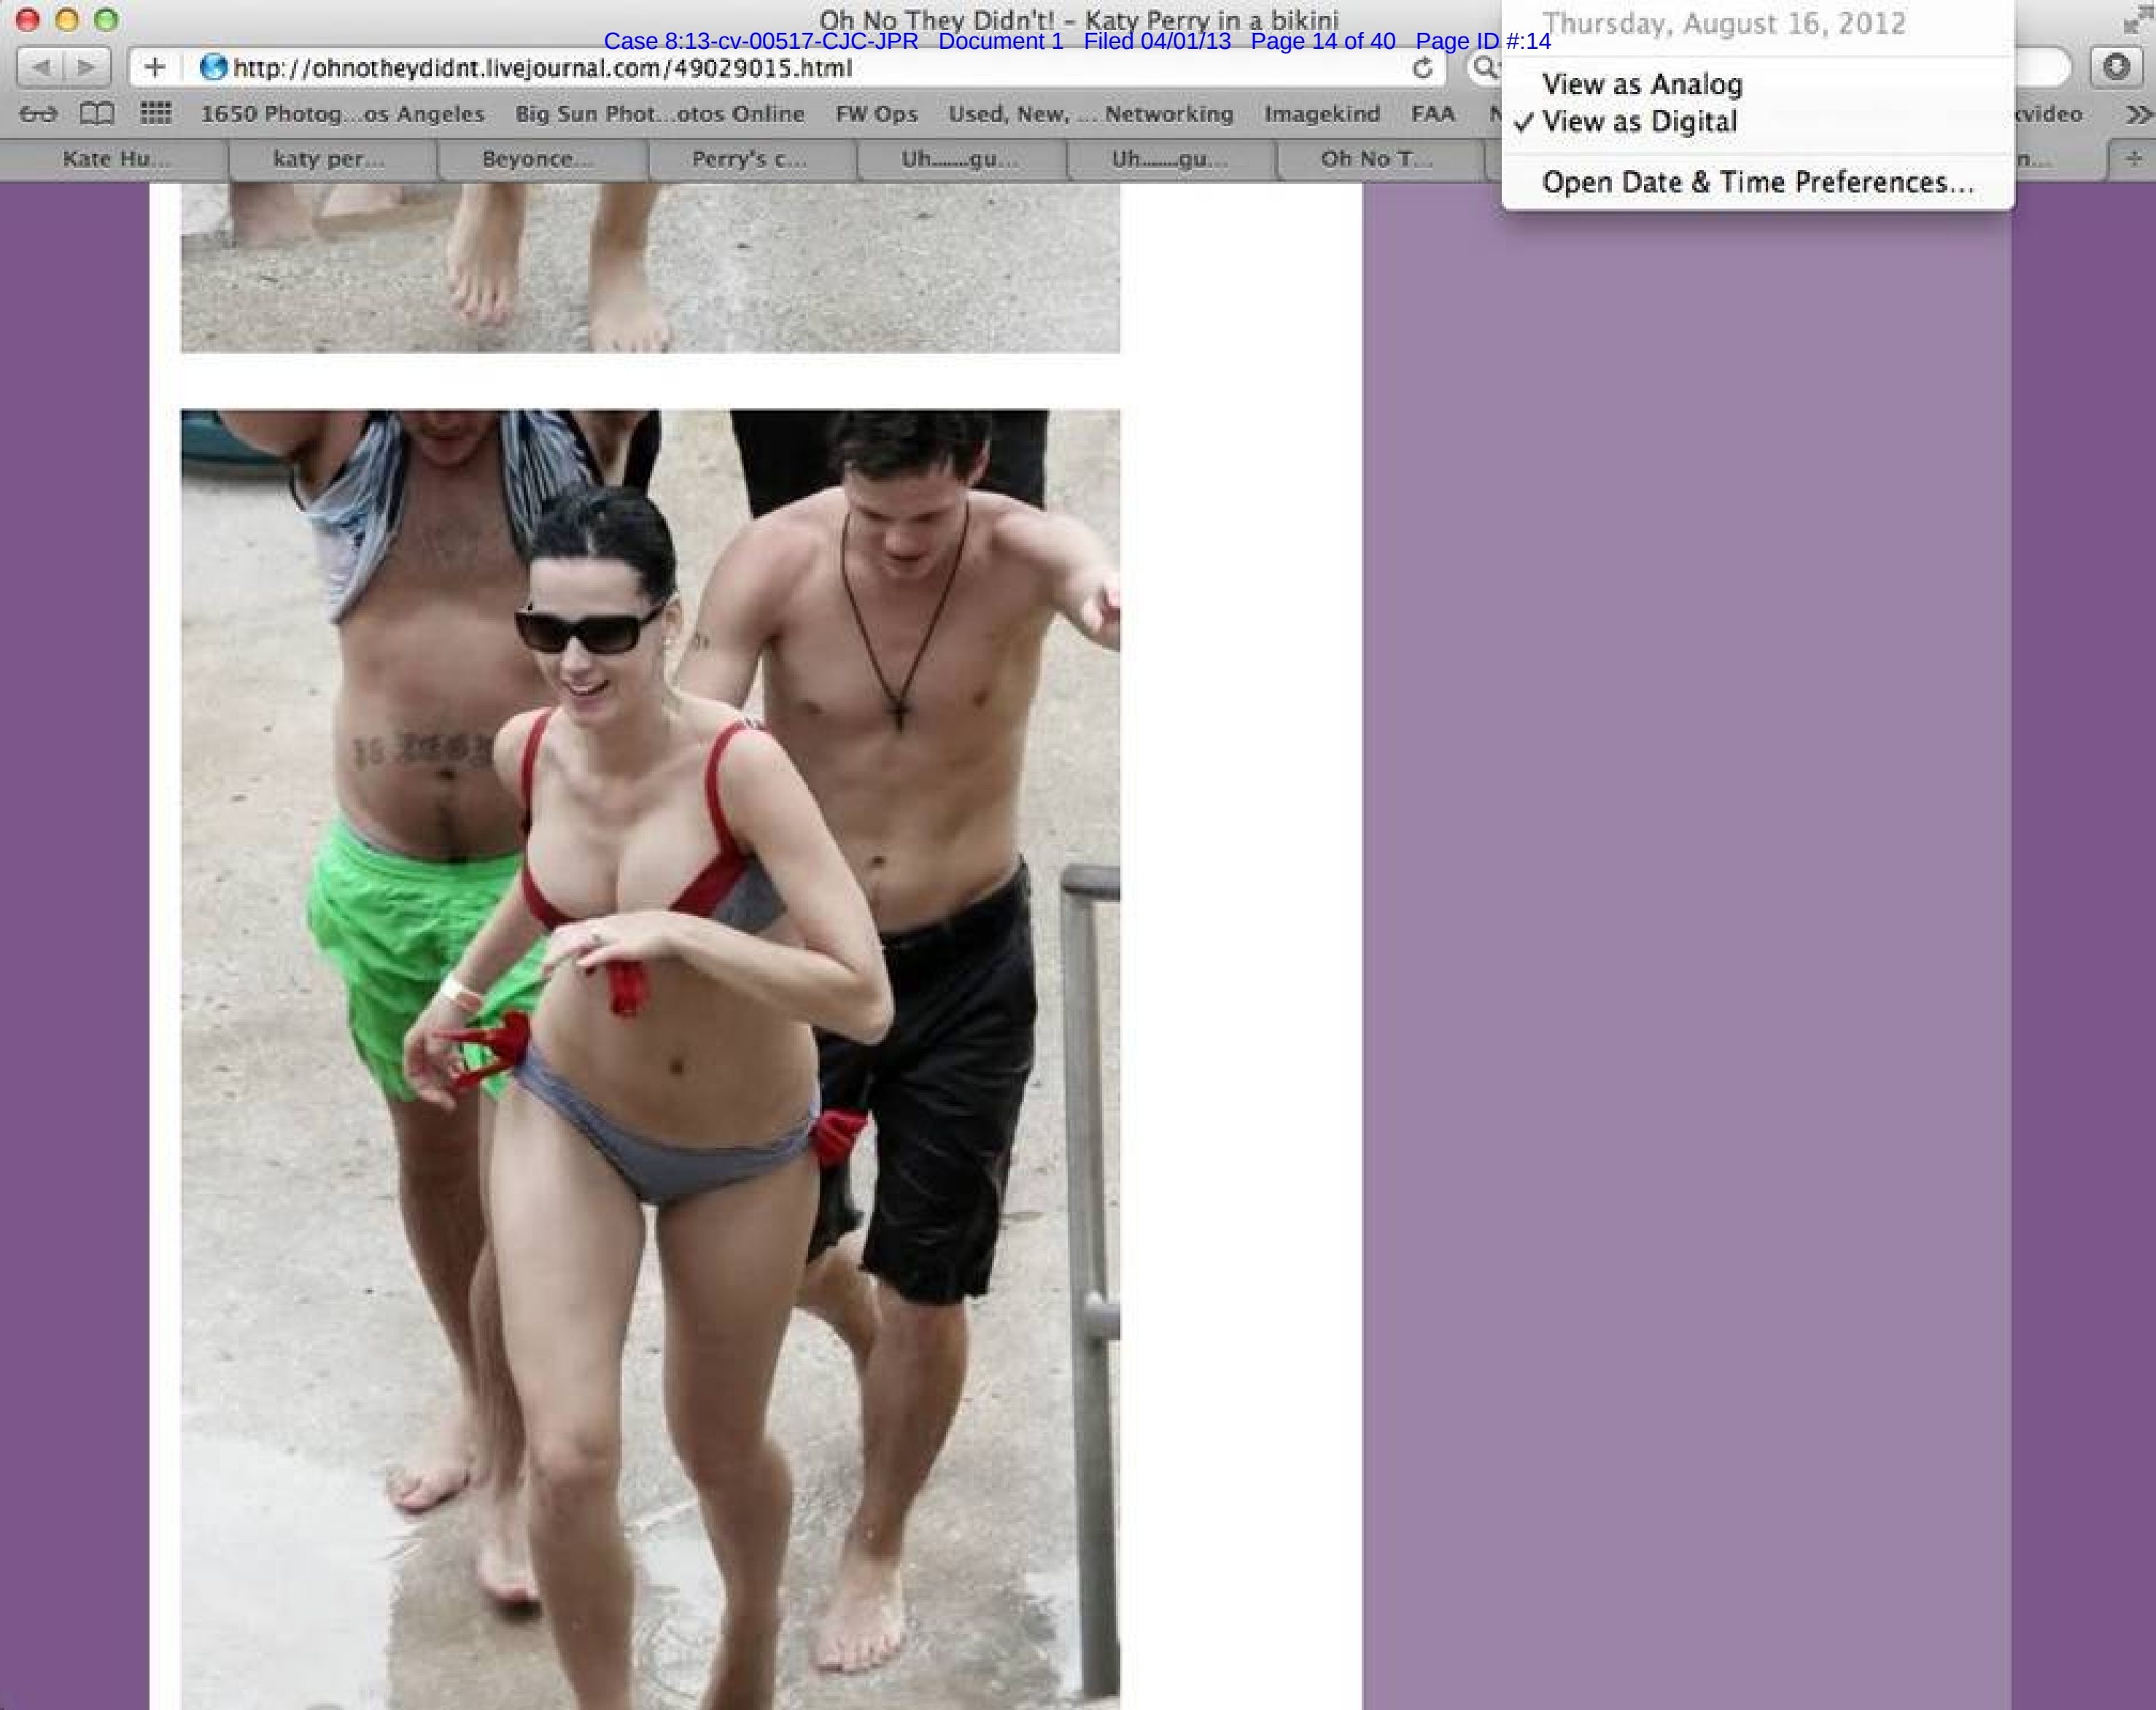 Oh No They Didn't! – Katy Perry in a bikini
Thursday, August 16, 2012
Case 8:13-cv-00517-CJC-JPR Document 1 Filed 04/01/13 Page 14 of 40 Page ID #:14
http://ohnotheydidnt.livejournal.com/49029015.html
View as Analog
✓ View as Digital
Open Date & Time Preferences...
1650 Photog...os Angeles Big Sun Phot...otos Online FW Ops Used, New, ... Networking Imagekind FAA
Kate Hu... katy per... Beyonce... Perry's c... Uh.......gu... Uh.......gu... Oh No T...